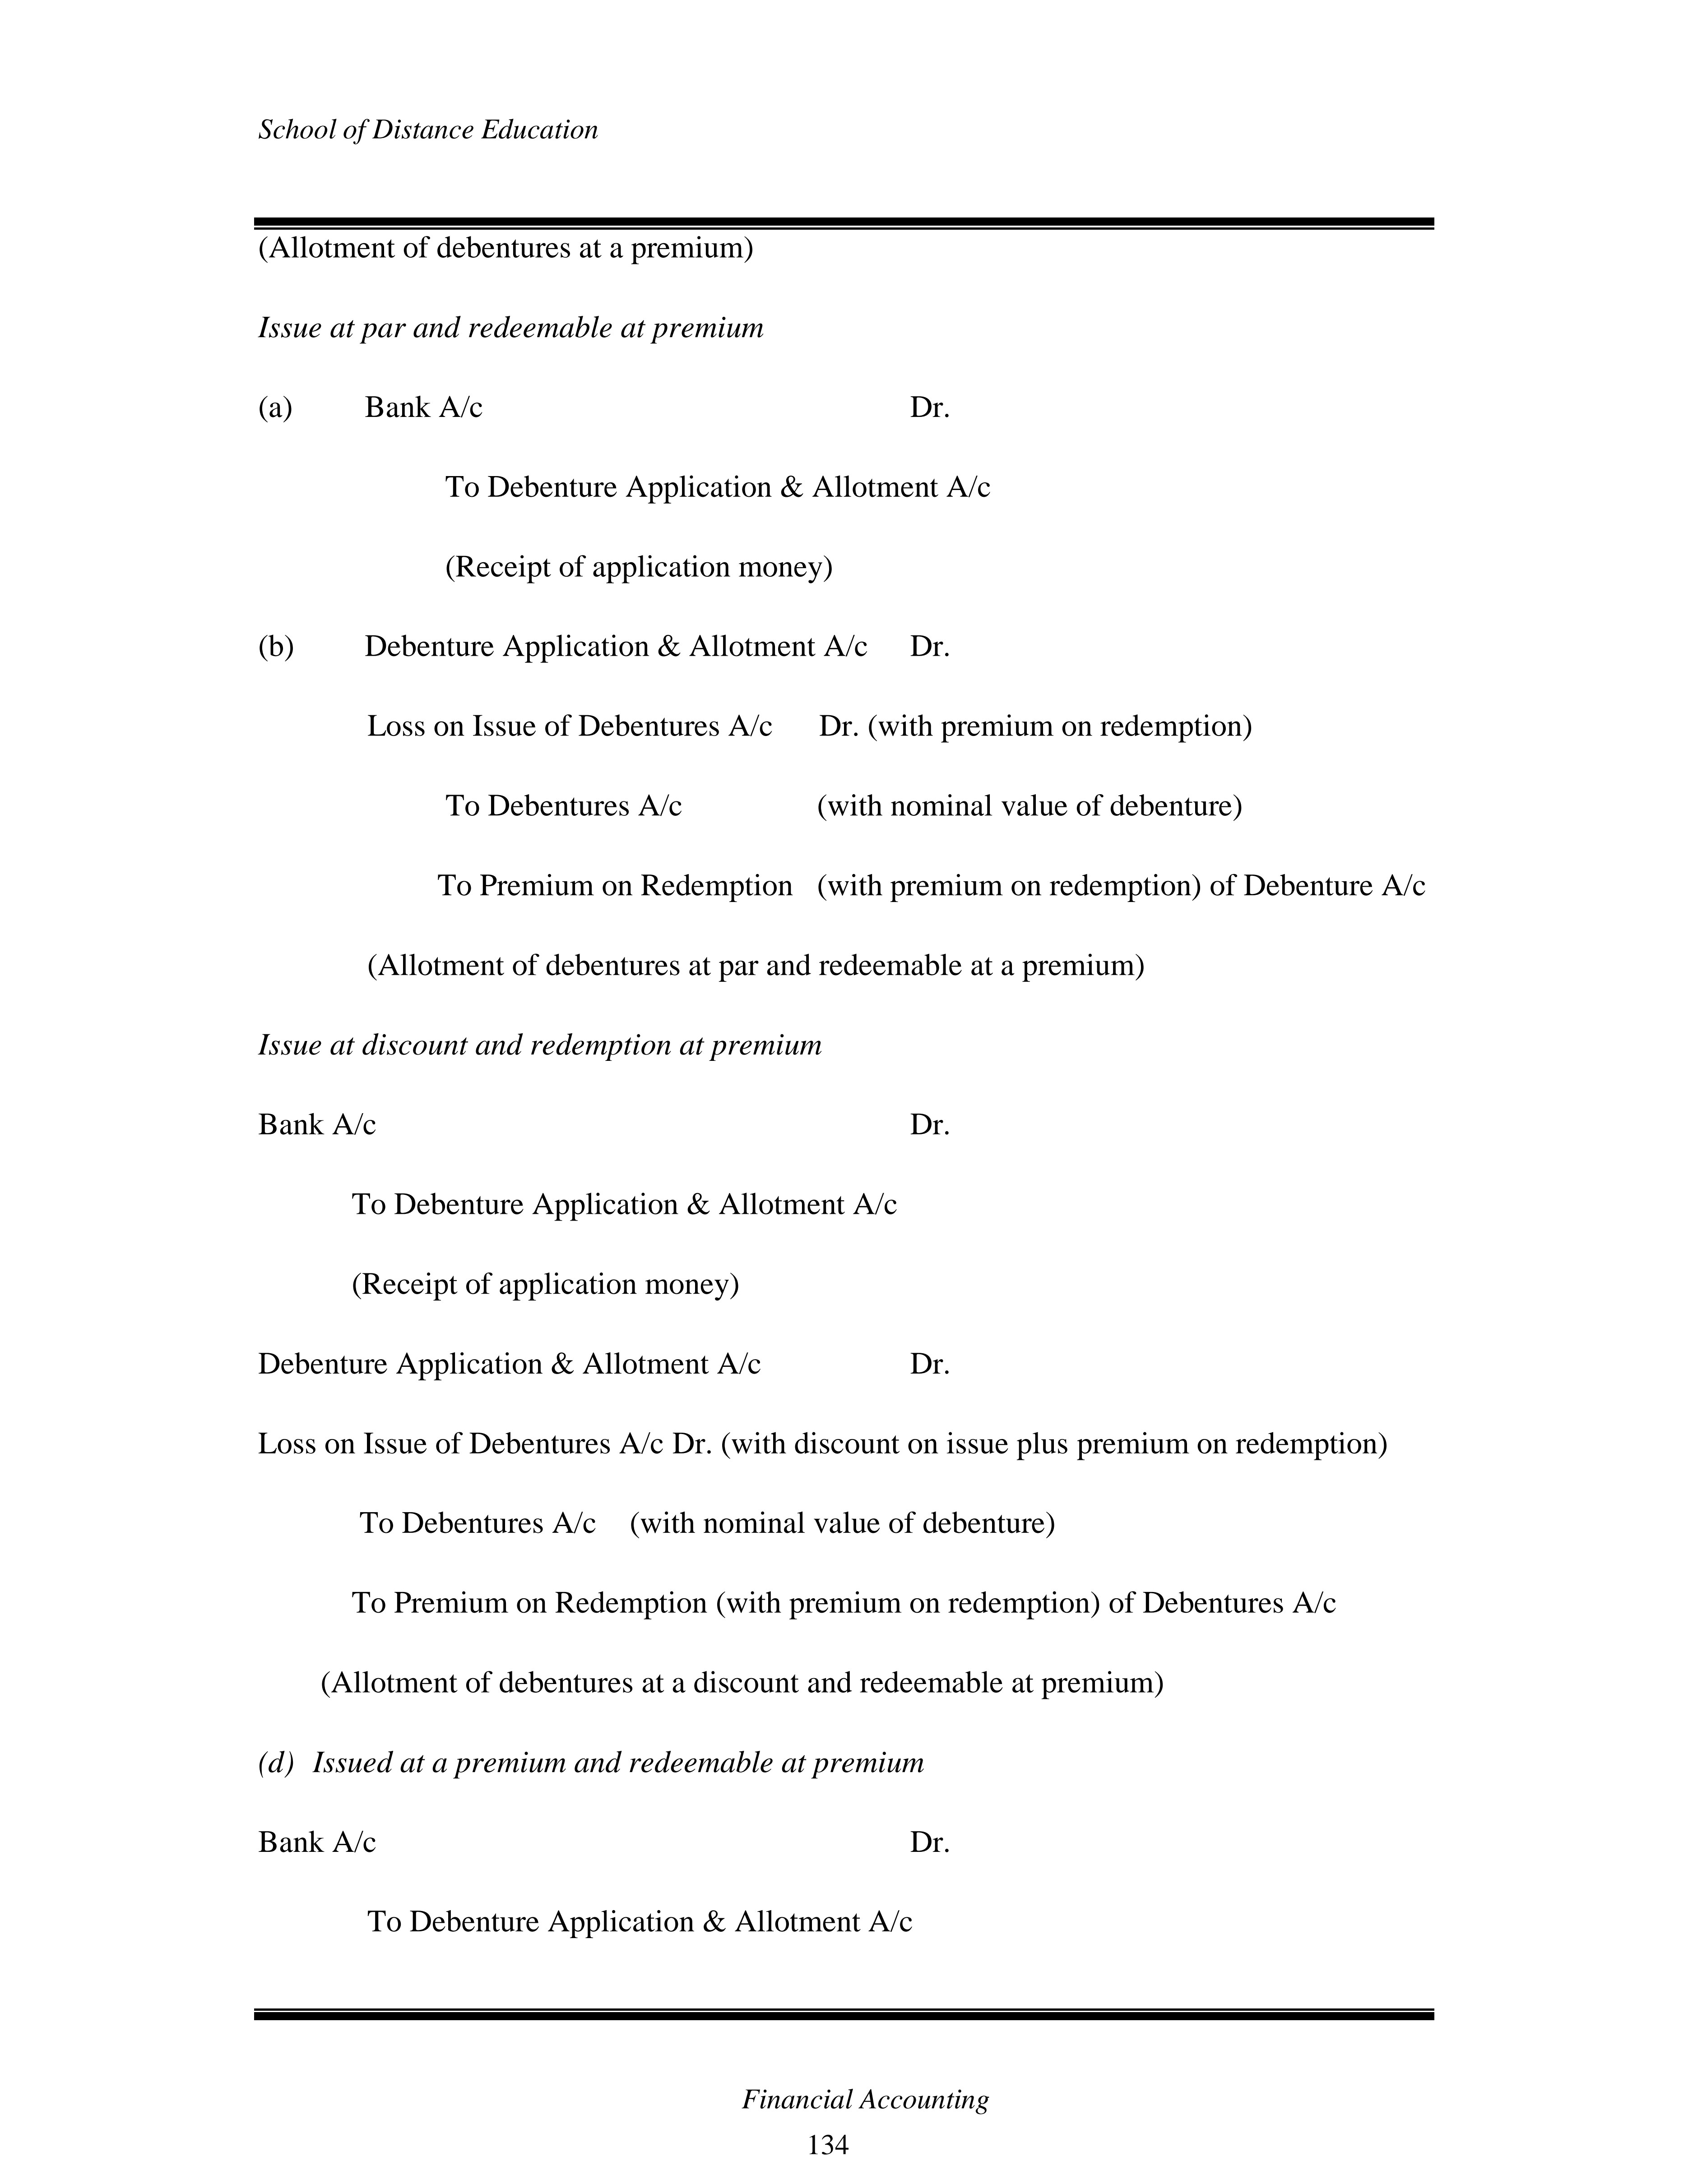 School of Distance Education
(Allotment of debentures at a premium)
Issue at par and redeemable at premium
(a) Bank A/c Dr.
To Debenture Application & Allotment A/c
(Receipt of application money)
(b) Debenture Application & Allotment A/c Dr.
Loss on Issue of Debentures A/c Dr. (with premium on redemption)
To Debentures A/c (with nominal value of debenture)
To Premium on Redemption (with premium on redemption) of Debenture A/c
(Allotment of debentures at par and redeemable at a premium)
Issue at discount and redemption at premium
Bank A/c Dr.
To Debenture Application & Allotment A/c
(Receipt of application money)
Debenture Application & Allotment A/c Dr.
Loss on Issue of Debentures A/c Dr. (with discount on issue plus premium on redemption)
To Debentures A/c (with nominal value of debenture)
To Premium on Redemption (with premium on redemption) of Debentures A/c
(Allotment of debentures at a discount and redeemable at premium)
(d) Issued at a premium and redeemable at premium
Bank A/c Dr.
To Debenture Application & Allotment A/c
Financial Accounting
134